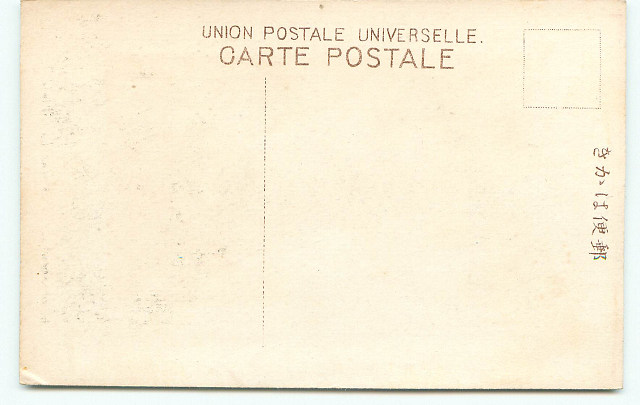 UNION POSTALE UNIVERSELLE.
CARTE POSTALE
きかは便郵